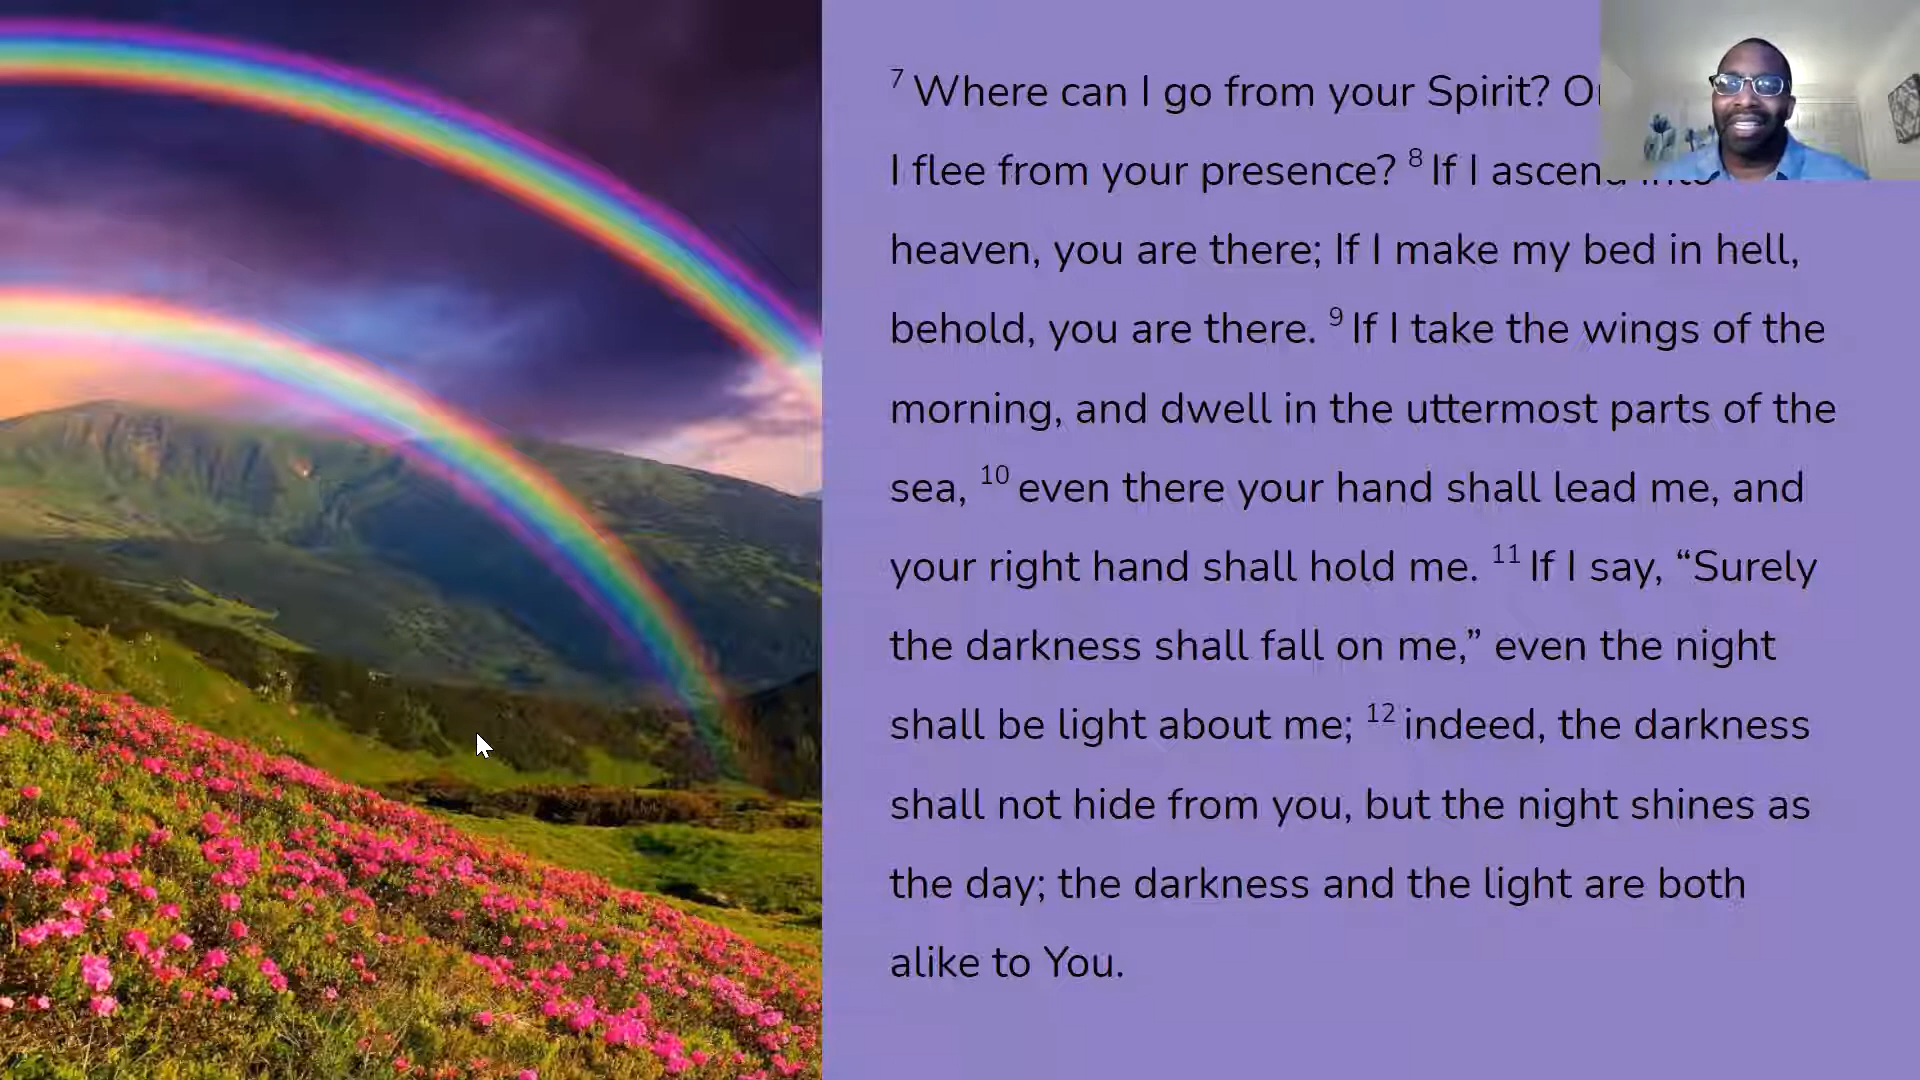 7 Where can I go from your Spirit?
I flee from your presence? 8 If I ascend into
heaven, you are there; If I make my bed in hell,
behold, you are there. 9 If I take the wings of the
morning, and dwell in the uttermost parts of the
sea, 10 even there your hand shall lead me, and
your right hand shall hold me. 11 If I say, “Surely
the darkness shall fall on me,” even the night
shall be light about me; 12 indeed, the darkness
shall not hide from you, but the night shines as
the day; the darkness and the light are both
alike to You.